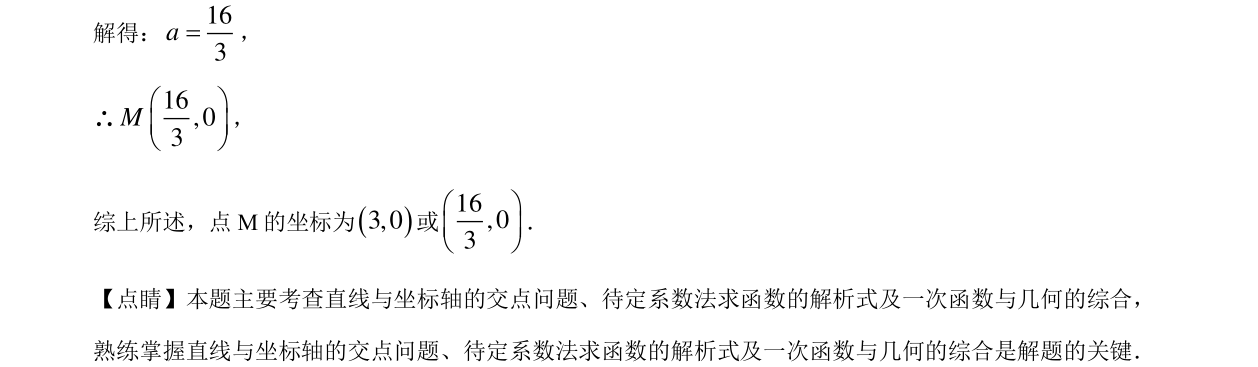 解得：a = 16/3，
∴M(16/3,0)，
综上所述，点 M 的坐标为(3,0)或(16/3,0)．
【点睛】本题主要考查直线与坐标轴的交点问题、待定系数法求函数的解析式及一次函数与几何的综合，
熟练掌握直线与坐标轴的交点问题、待定系数法求函数的解析式及一次函数与几何的综合是解题的关键．